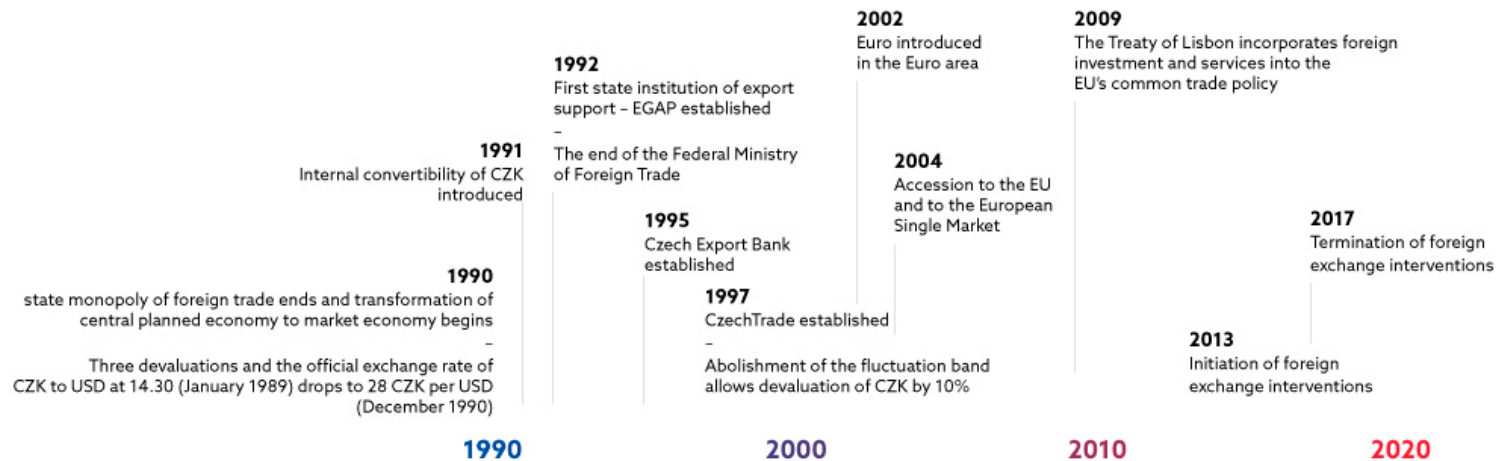 1990
state monopoly of foreign trade ends and transformation of
central planned economy to market economy begins
–
Three devaluations and the official exchange rate of
CZK to USD at 14.30 (January 1989) drops to 28 CZK per USD
(December 1990)
1991
Internal convertibility of CZK
introduced
1992
First state institution of export
support – EGAP established
–
The end of the Federal Ministry
of Foreign Trade
1995
Czech Export Bank
established
1997
CzechTrade established
–
Abolishment of the fluctuation band
allows devaluation of CZK by 10%
2002
Euro introduced
in the Euro area
2004
Accession to the EU
and to the European
Single Market
2009
The Treaty of Lisbon incorporates foreign
investment and services into the
EU's common trade policy
2013
Initiation of foreign
exchange interventions
2017
Termination of foreign
exchange interventions
1990
2000
2010
2020